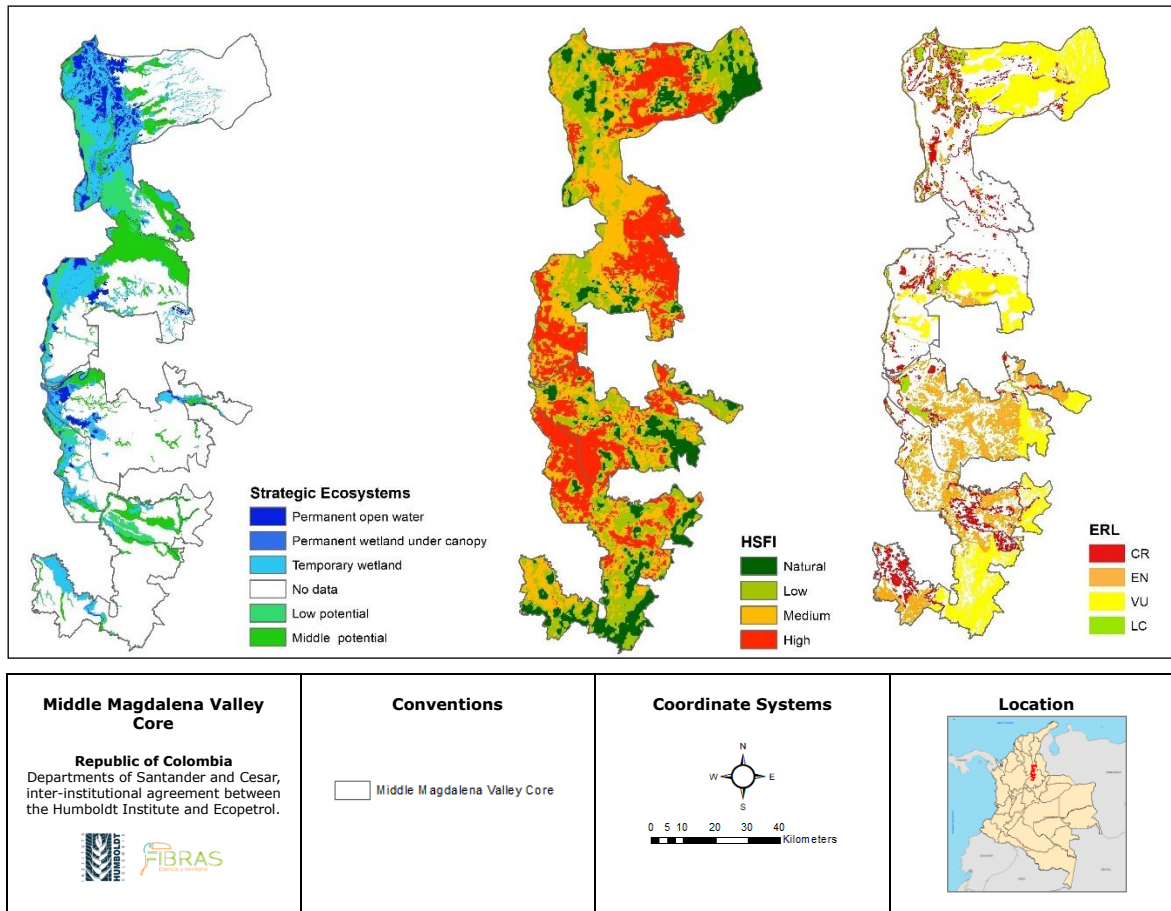 Strategic Ecosystems
Permanent open water
Permanent wetland under canopy
Temporary wetland
No data
Low potential
Middle potential
HSFI
Natural
Low
Medium
High
ERL
CR
EN
VU
LC
Middle Magdalena Valley
Core
Republic of Colombia
Departments of Santander and Cesar,
inter-institutional agreement between
the Humboldt Institute and Ecopetrol.
HUMBOLDT
FIBRAS
Cuenca y territorio
Conventions
Middle Magdalena Valley Core
Coordinate Systems
N
W E
S
0 5 10 20 30 40
Kilometers
Location